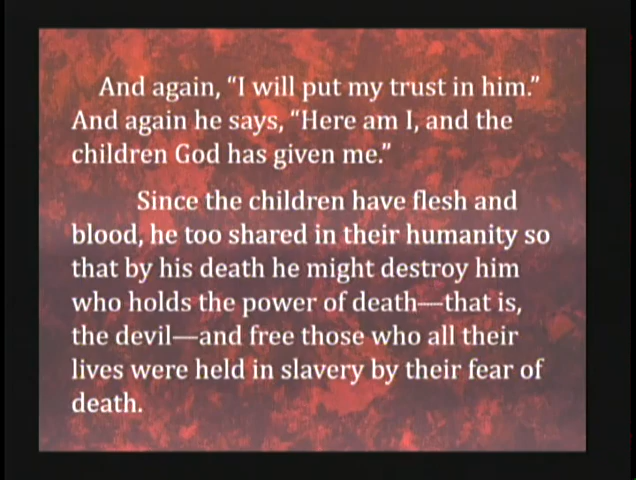 And again, “I will put my trust in him.”
And again he says, “Here am I, and the
children God has given me.”
Since the children have flesh and
blood, he too shared in their humanity so
that by his death he might destroy him
who holds the power of death—that is,
the devil—and free those who all their
lives were held in slavery by their fear of
death.